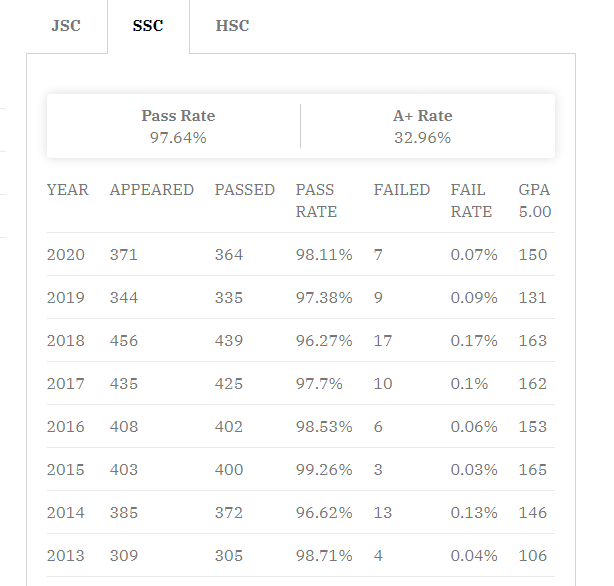 JSC SSC HSC
Pass Rate A+ Rate
97.64% 32.96%
YEAR APPEARED PASSED PASS RATE FAILED FAIL RATE GPA 5.00
2020 371 364 98.11% 7 0.07% 150
2019 344 335 97.38% 9 0.09% 131
2018 456 439 96.27% 17 0.17% 163
2017 435 425 97.7% 10 0.1% 162
2016 408 402 98.53% 6 0.06% 153
2015 403 400 99.26% 3 0.03% 165
2014 385 372 96.62% 13 0.13% 146
2013 309 305 98.71% 4 0.04% 106